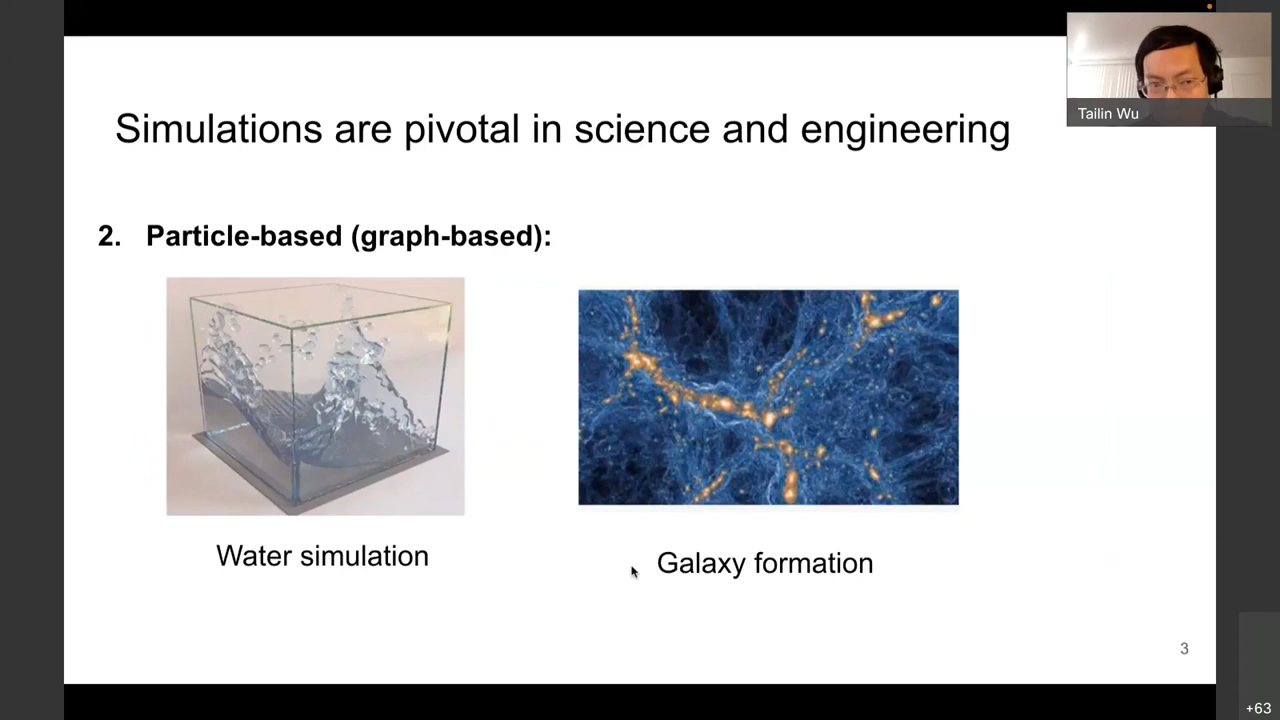 Tailin Wu
Simulations are pivotal in science and engineering
2. Particle-based (graph-based):
Water simulation
Galaxy formation
3
+63